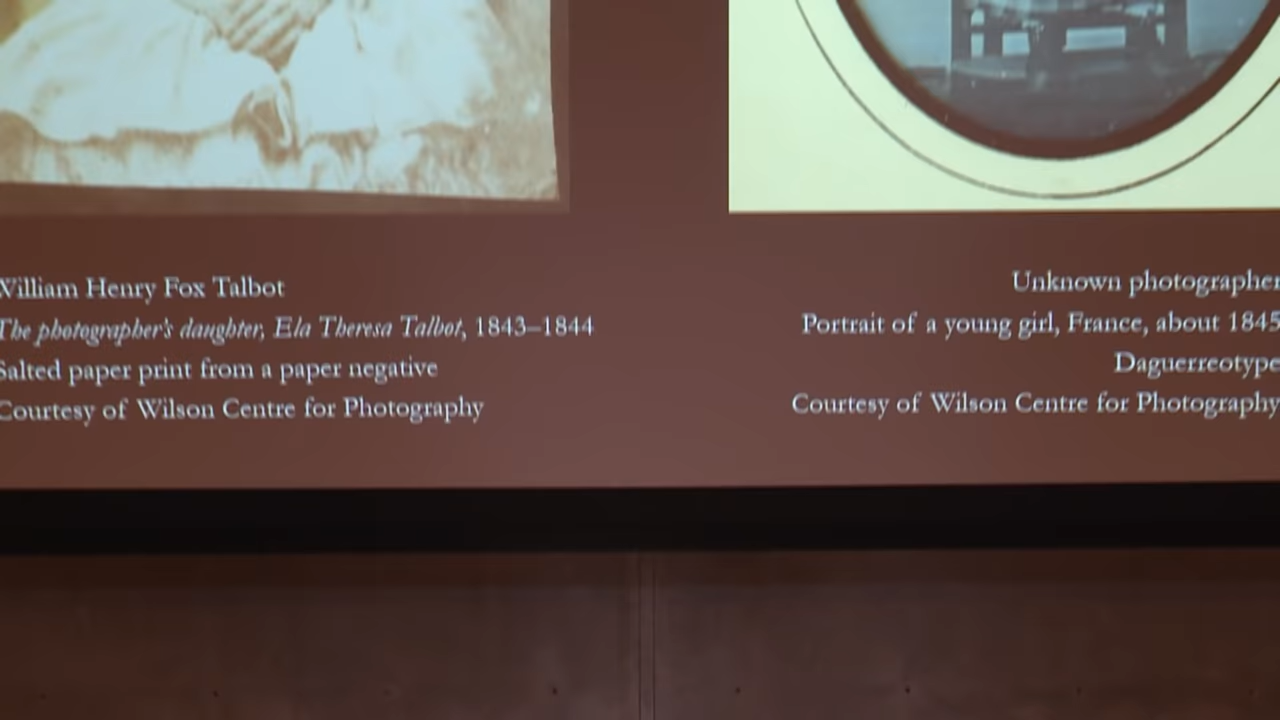 William Henry Fox Talbot
The photographer's daughter, Ela Theresa Talbot, 1843–1844
Salted paper print from a paper negative
Courtesy of Wilson Centre for Photography
Unknown photographer
Portrait of a young girl, France, about 1845
Daguerreotype
Courtesy of Wilson Centre for Photography